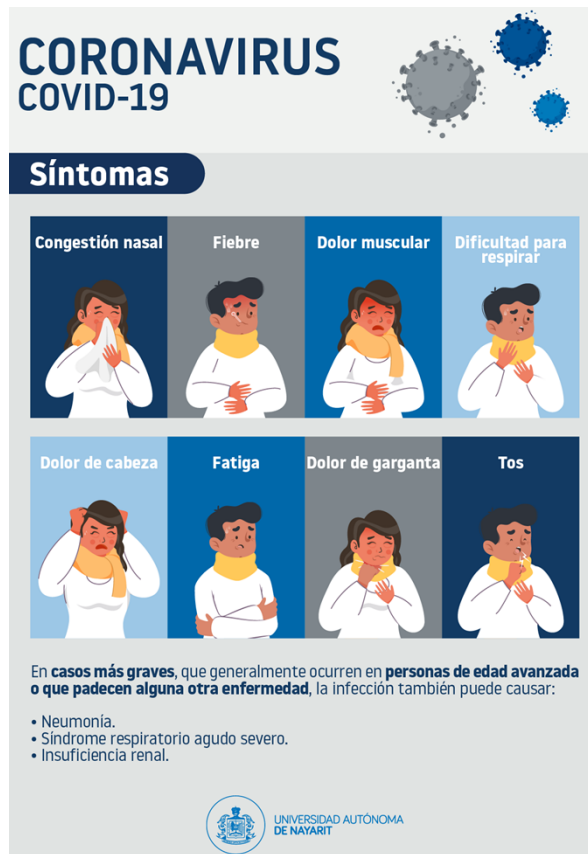 CORONAVIRUS
COVID-19
Síntomas
Congestión nasal
Fiebre
Dolor muscular
Dificultad para
respirar
Dolor de cabeza
Fatiga
Dolor de garganta
Tos
En casos más graves, que generalmente ocurren en personas de edad avanzada
o que padecen alguna otra enfermedad, la infección también puede causar:
• Neumonía.
• Síndrome respiratorio agudo severo.
• Insuficiencia renal.
UNIVERSIDAD AUTÓNOMA
DE NAYARIT